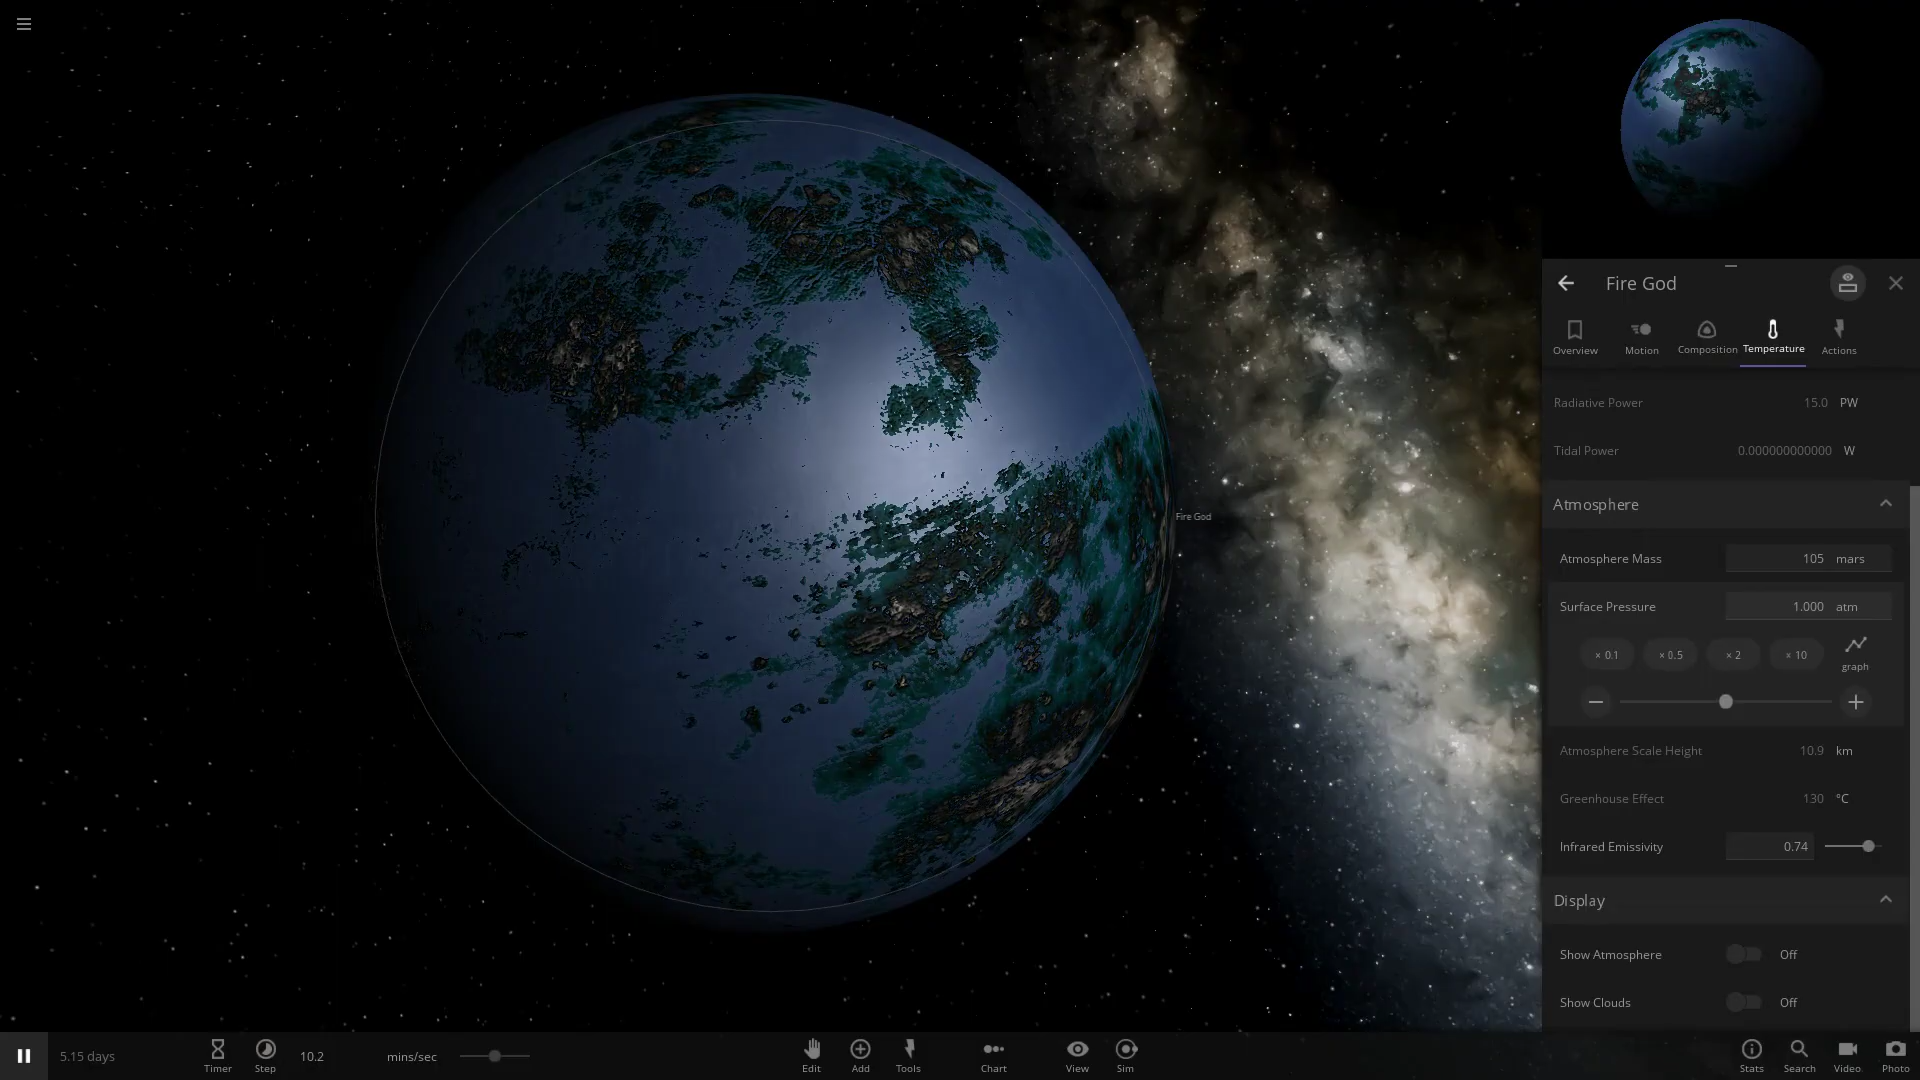 Fire God
Overview
Motion
Composition
Temperature
Actions
Radiative Power 15.0 PW
Tidal Power 0.000000000000 W
Atmosphere
Fire God
Atmosphere Mass 105 mars
Surface Pressure 1.000 atm
× 0.1 × 0.5 × 2 × 10 graph
Atmosphere Scale Height 10.9 km
Greenhouse Effect 130 °C
Infrared Emissivity 0.74
Display
Show Atmosphere Off
Show Clouds Off
5.15 days
Timer
Step
10.2 mins/sec
Edit
Add
Tools
Chart
View
Sim
Stats
Search
Video
Photo